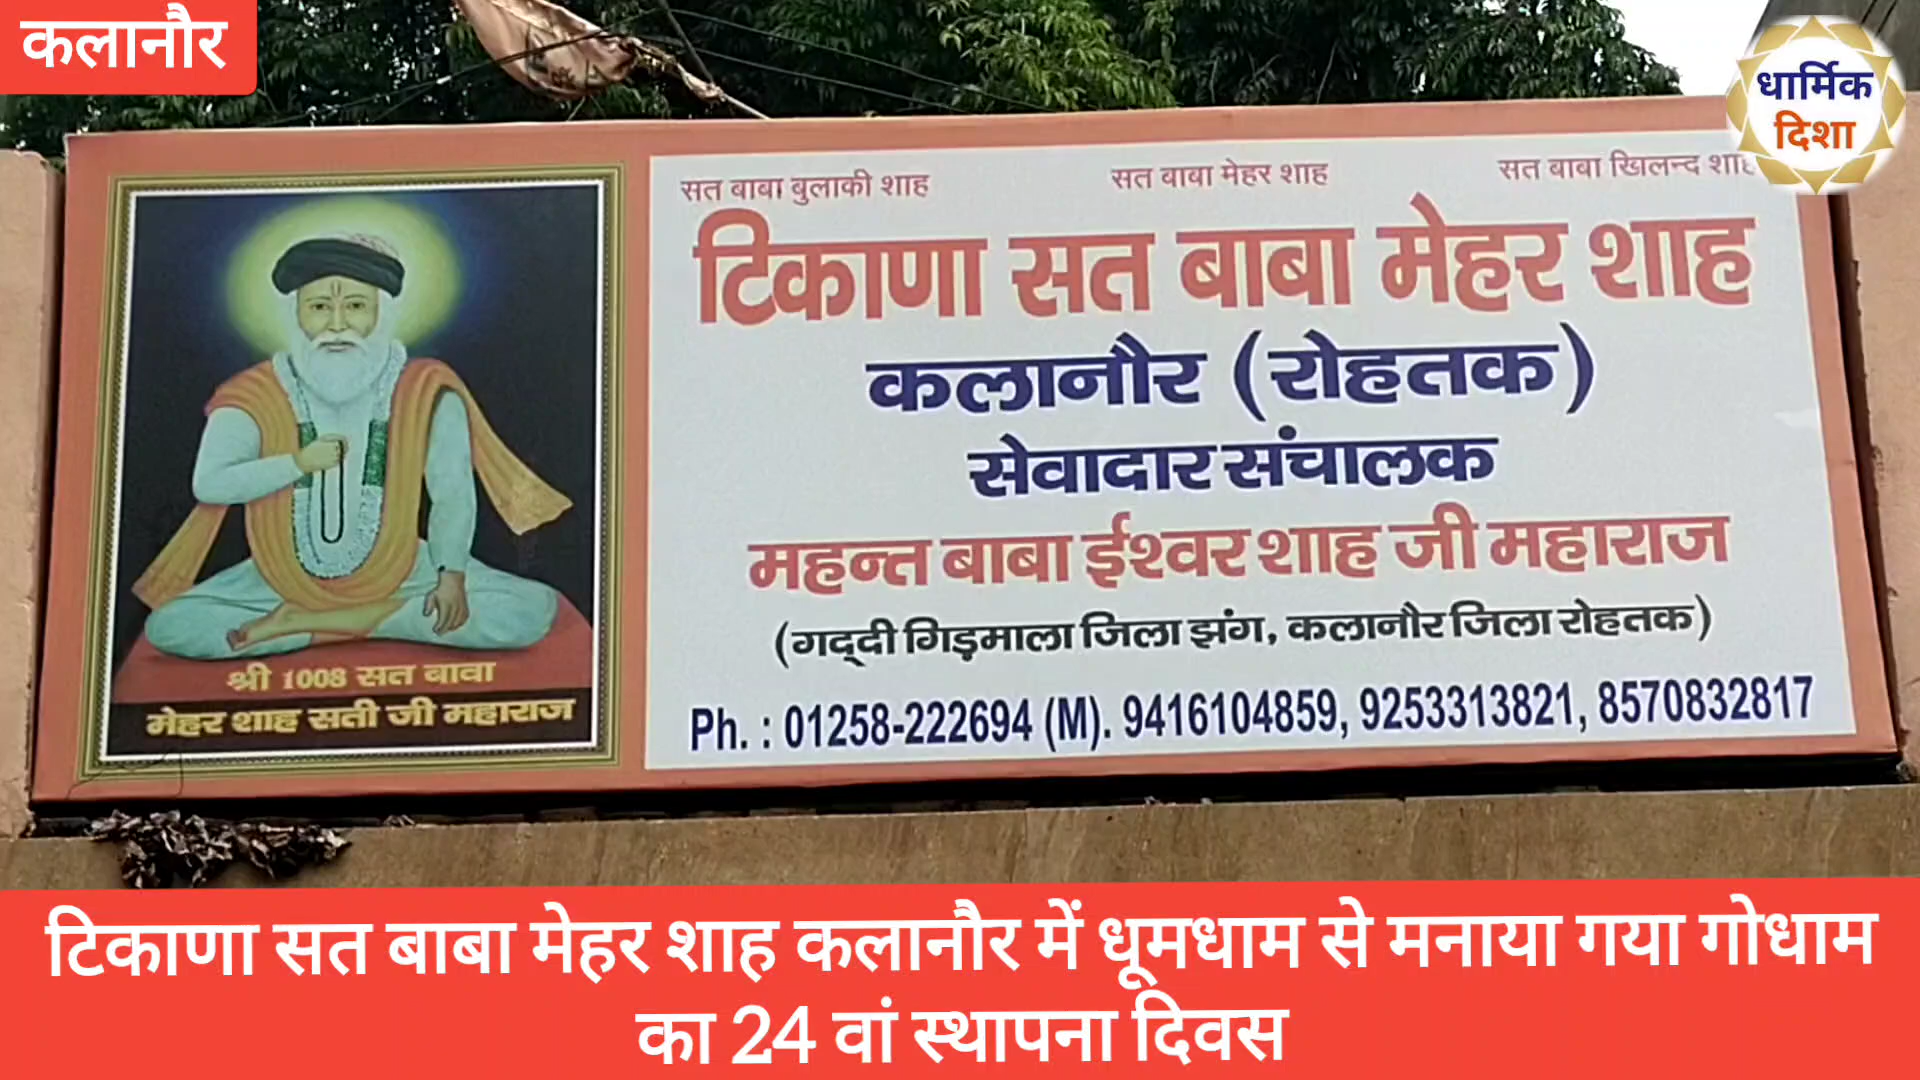 कलानौर
धार्मिक
दिशा
सत बाबा बुलाकी शाह
सत बाबा मेहर शाह
सत बाबा खिलन्द शाह
टिकाणा सत बाबा मेहर शाह
कलानौर (रोहतक)
सेवादार संचालक
महन्त बाबा ईश्वर शाह जी महाराज
(गद्दी गिड़माला जिला झंग, कलानौर जिला रोहतक)
Ph. : 01258-222694 (M). 9416104859, 9253313821, 8570832817
श्री 1008 सत बावा
मेहर शाह सती जी महाराज
टिकाणा सत बाबा मेहर शाह कलानौर में धूमधाम से मनाया गया गोधाम
का 24 वां स्थापना दिवस